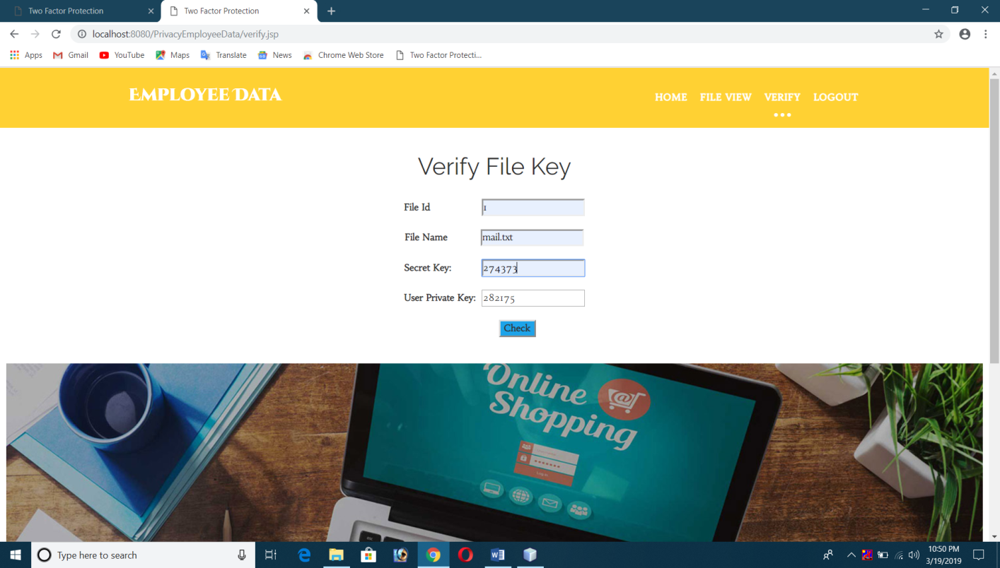 Two Factor Protection
Two Factor Protection
localhost:8080/PrivacyEmployeeData/verify.jsp
Apps Gmail YouTube Maps Translate News Chrome Web Store Two Factor Protecti...
EMPLOYEE DATA
HOME FILE VIEW VERIFY LOGOUT
Verify File Key
File Id 1
File Name mail.txt
Secret Key: 274373
User Private Key: 282175
Check
Online
Shopping
Log in
Type here to search
10:50 PM
3/19/2019